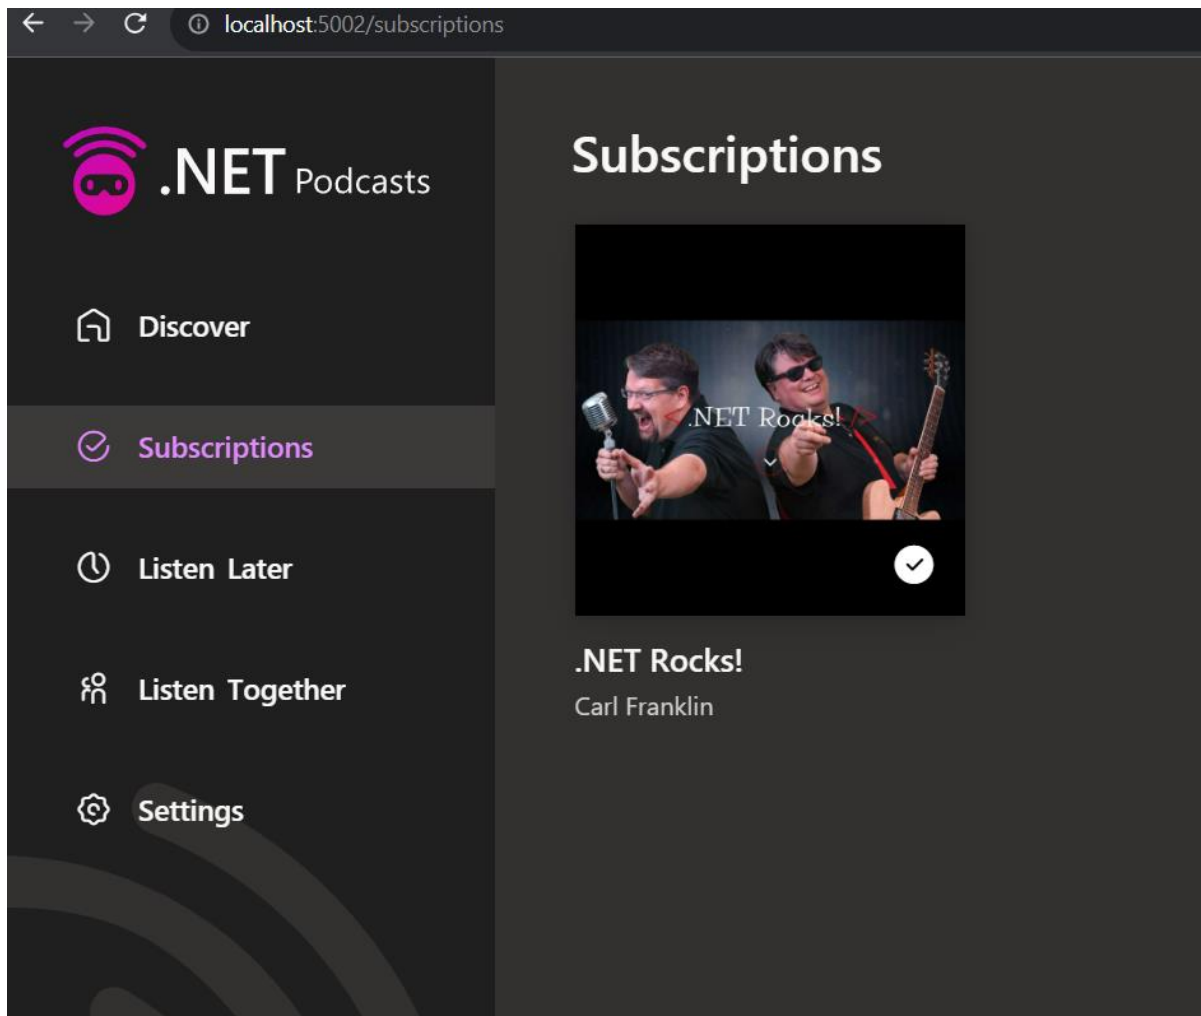 localhost:5002/subscriptions
.NET Podcasts
Discover
Subscriptions
Listen Later
Listen Together
Settings
Subscriptions
< .NET Rocks! />
.NET Rocks!
Carl Franklin